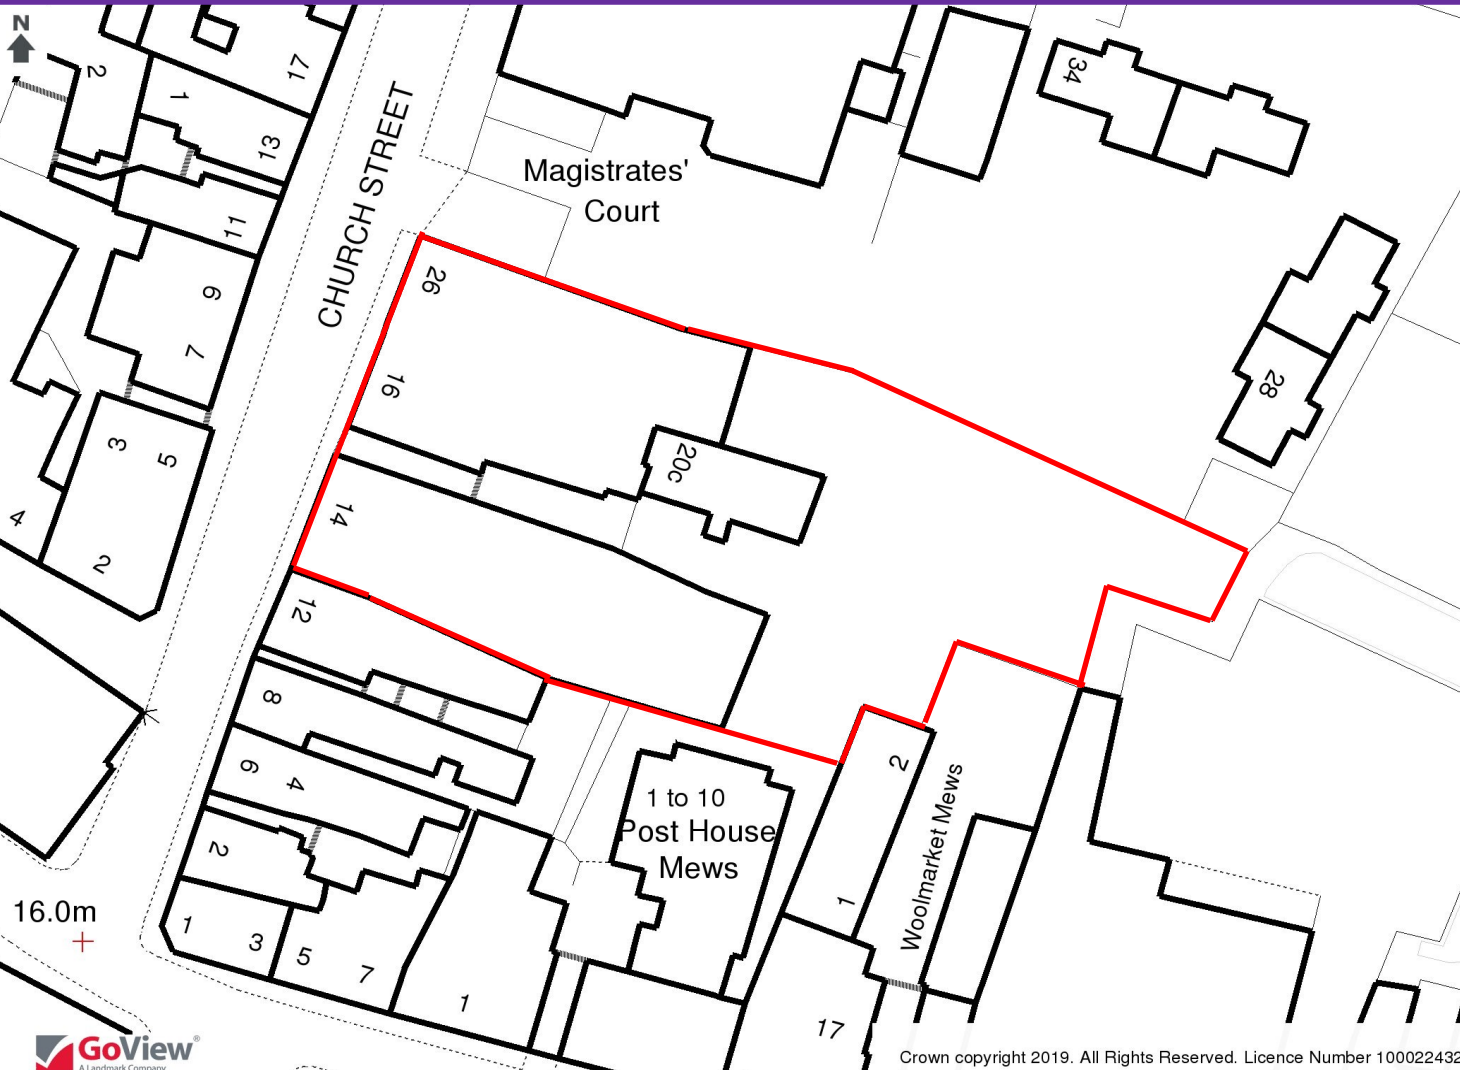 N
2
1
17
13
11
9
7
3
5
4
2
CHURCH STREET
Magistrates'
Court
34
28
26
16
20c
14
12
8
6
4
2
1
3
5
7
1
1 to 10
Post House
Mews
2
1
Woolmarket Mews
17
16.0m
GoView®
A Landmark Company
Crown copyright 2019. All Rights Reserved. Licence Number 100022432